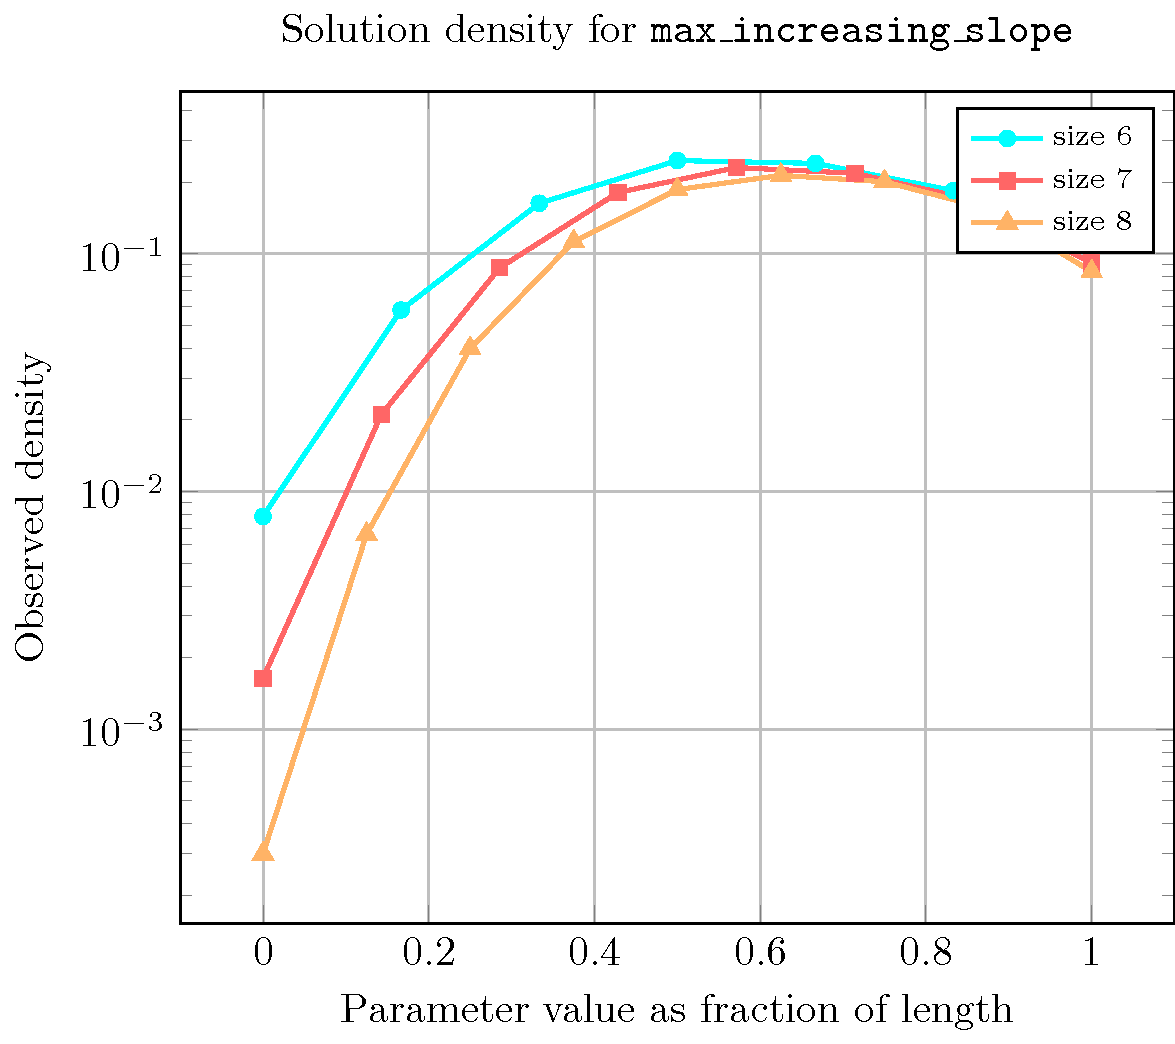 Solution density for max_increasing_slope
size 6
size 7
size 8
10⁻¹
10⁻²
10⁻³
Observed density
0 0.2 0.4 0.6 0.8 1
Parameter value as fraction of length